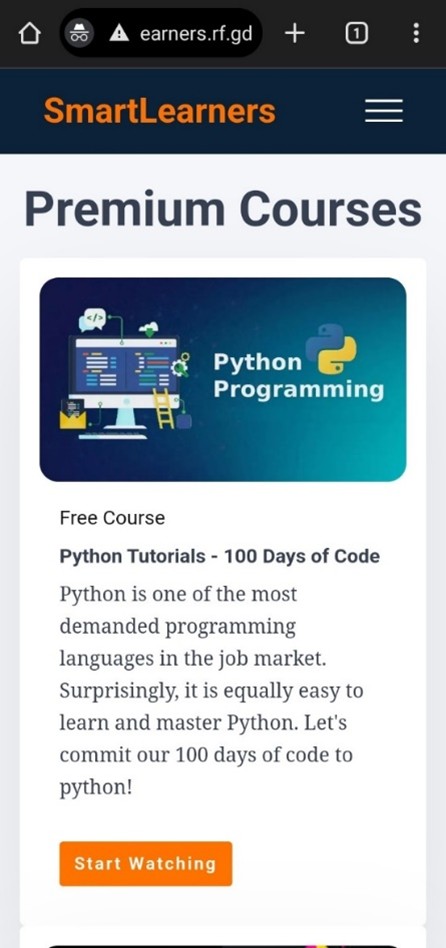 earners.rf.gd
1
SmartLearners
Premium Courses
</>
Python
Programming
Free Course
Python Tutorials - 100 Days of Code
Python is one of the most
demanded programming
languages in the job market.
Surprisingly, it is equally easy to
learn and master Python. Let's
commit our 100 days of code to
python!
Start Watching